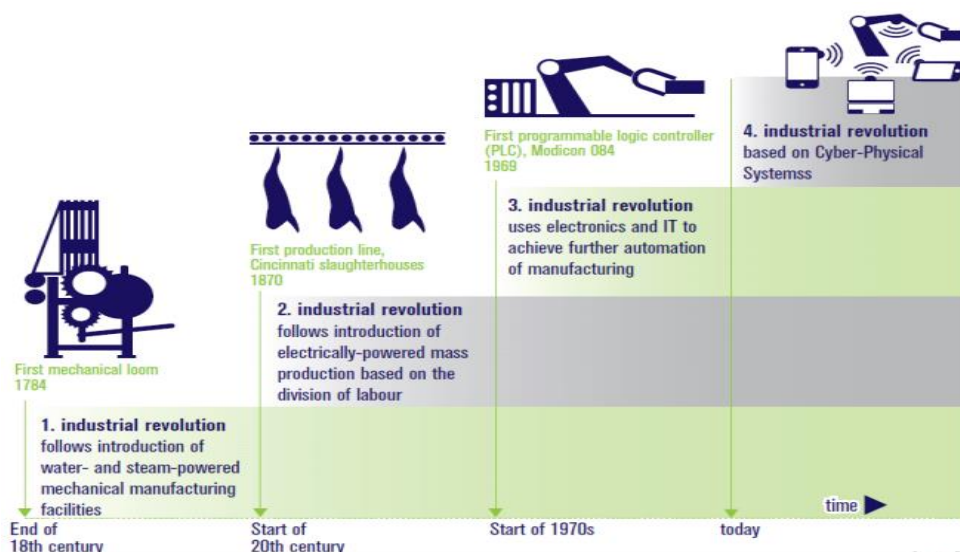 First mechanical loom
1784
1. industrial revolution
follows introduction of
water- and steam-powered
mechanical manufacturing
facilities
End of
18th century
First production line,
Cincinnati slaughterhouses
1870
2. industrial revolution
follows introduction of
electrically-powered mass
production based on the
division of labour
Start of
20th century
First programmable logic controller
(PLC), Modicon 084
1969
3. industrial revolution
uses electronics and IT to
achieve further automation
of manufacturing
Start of 1970s
4. industrial revolution
based on Cyber-Physical
Systemss
today
time